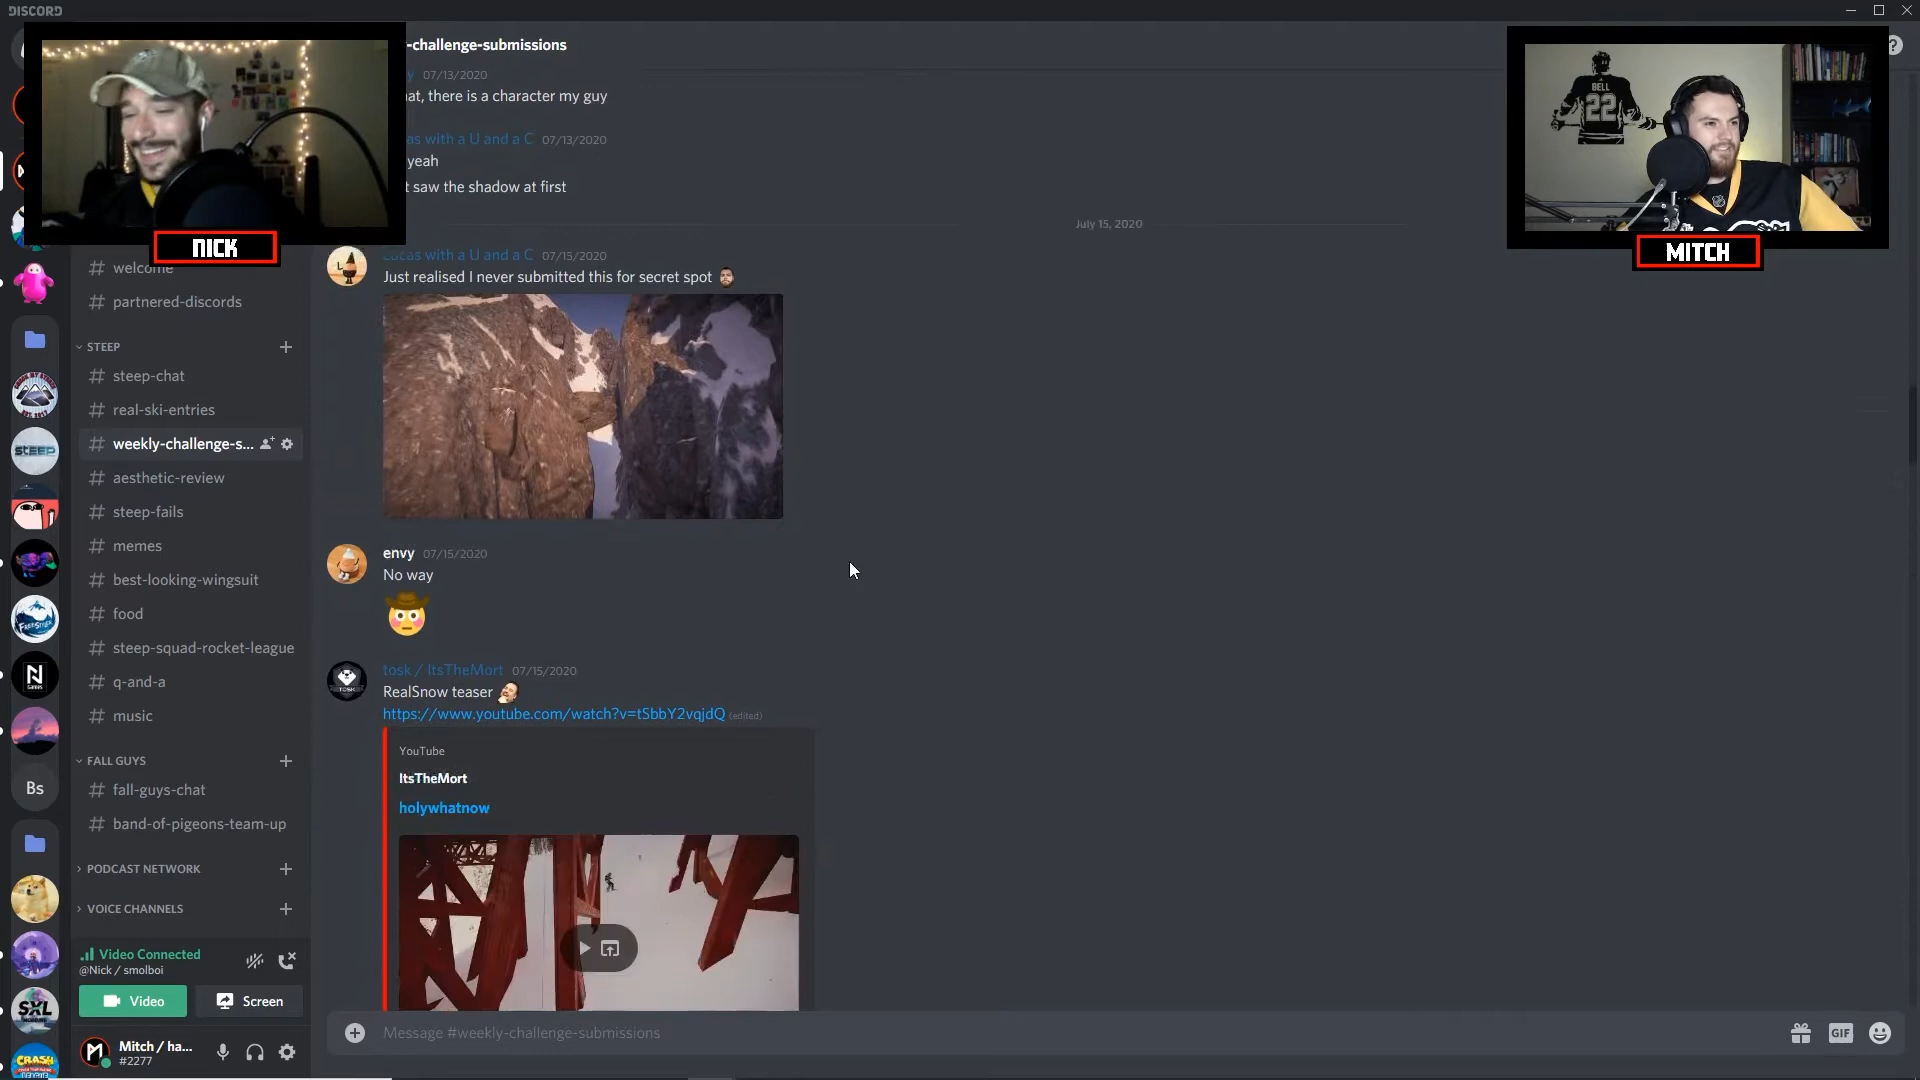 DISCORD
-challenge-submissions
07/13/2020
at, there is a character my guy
as with a U and a C 07/13/2020
yeah
saw the shadow at first
BELL
22
NICK
MITCH
July 15, 2020
Lucas with a U and a C 07/15/2020
Just realised I never submitted this for secret spot
# welcome
# partnered-discords
STEEP
# steep-chat
# real-ski-entries
# weekly-challenge-s...
# aesthetic-review
# steep-fails
# memes
# best-looking-wingsuit
# food
# steep-squad-rocket-league
# q-and-a
# music
FALL GUYS
# fall-guys-chat
# band-of-pigeons-team-up
PODCAST NETWORK
VOICE CHANNELS
STEEP
FREESTYLER
N
GAMES
Bs
SXL
CRASH
envy 07/15/2020
No way
tosk / ItsTheMort 07/15/2020
TOSK
RealSnow teaser
https://www.youtube.com/watch?v=tSbbY2vqjdQ (edited)
YouTube
ItsTheMort
holywhatnow
Video Connected
@Nick / smolboi
Video
Screen
Mitch / ha...
#2277
Message #weekly-challenge-submissions
GIF